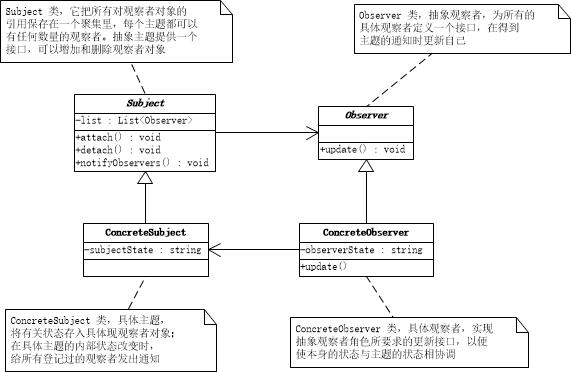 Subject 类，它把所有对观察者对象的
引用保存在一个聚集里，每个主题都可以
有任何数量的观察者。抽象主题提供一个
接口，可以增加和删除观察者对象
Observer 类，抽象观察者，为所有的
具体观察者定义一个接口，在得到
主题的通知时更新自己
Subject
-list : List<Observer>
+attach() : void
+detach() : void
+notifyObservers() : void
Observer
+update() : void
ConcreteSubject
-subjectState : string
ConcreteObserver
-observerState : string
+update()
ConcreteSubject 类，具体主题，
将有关状态存入具体现观察者对象；
在具体主题的内部状态改变时，
给所有登记过的观察者发出通知
ConcreteObserver 类，具体观察者，实现
抽象观察者角色所要求的更新接口，以便
使本身的状态与主题的状态相协调